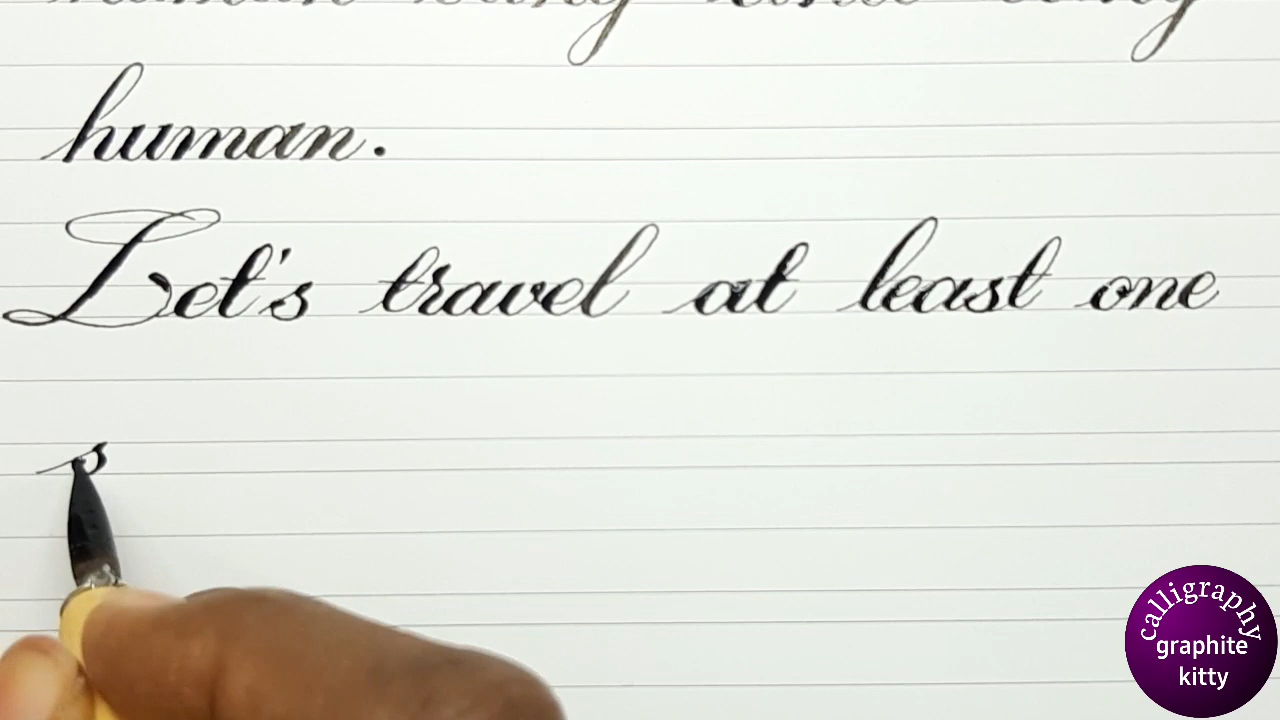 human.
Let's travel at least one
s
calligraphy
graphite
kitty